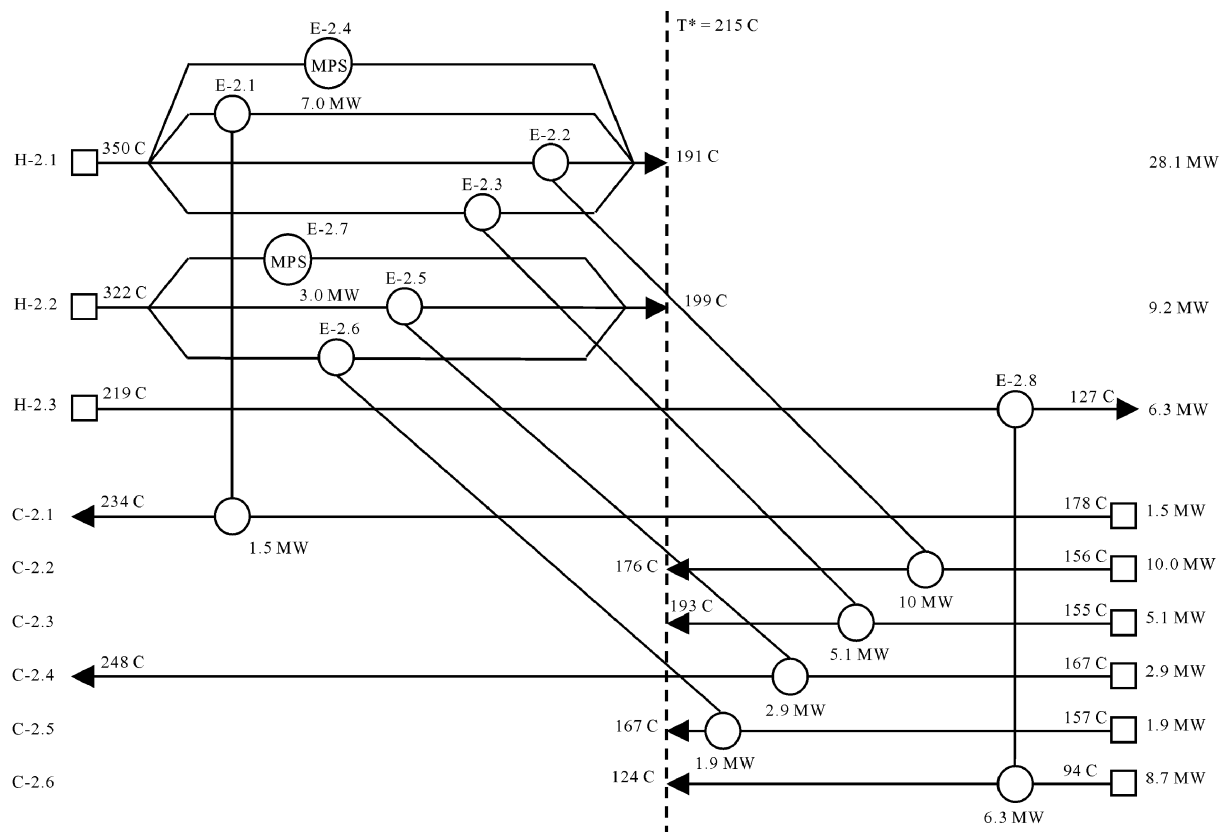 E-2.4
T* = 215 C
MPS
E-2.1
7.0 MW
E-2.2
H-2.1
350 C
191 C
28.1 MW
E-2.3
E-2.7
MPS
E-2.5
H-2.2
322 C
3.0 MW
199 C
9.2 MW
E-2.6
E-2.8
H-2.3
219 C
127 C
6.3 MW
C-2.1
234 C
178 C
1.5 MW
1.5 MW
C-2.2
176 C
156 C
10.0 MW
10 MW
C-2.3
193 C
155 C
5.1 MW
5.1 MW
C-2.4
248 C
167 C
2.9 MW
2.9 MW
C-2.5
167 C
157 C
1.9 MW
1.9 MW
C-2.6
124 C
94 C
8.7 MW
6.3 MW